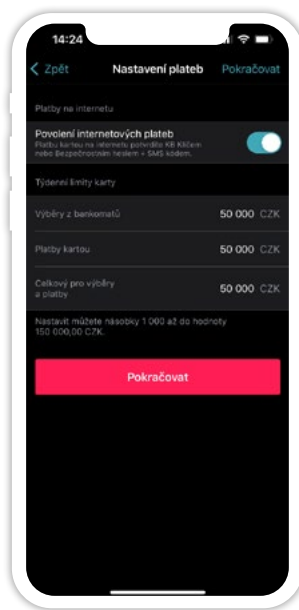 14:24
Zpět Nastavení plateb Pokračovat
Platby na internetu
Povolení internetových plateb
Platbu kartou na internetu potvrdíte KB Klíčem
nebo Bezpečnostním heslem + SMS kódem.
Týdenní limity karty
Výběry z bankomatů 50 000 CZK
Platby kartou 50 000 CZK
Celkový pro výběry
a platby 50 000 CZK
Nastavit můžete násobky 1 000 až do hodnoty
150 000,00 CZK.
Pokračovat